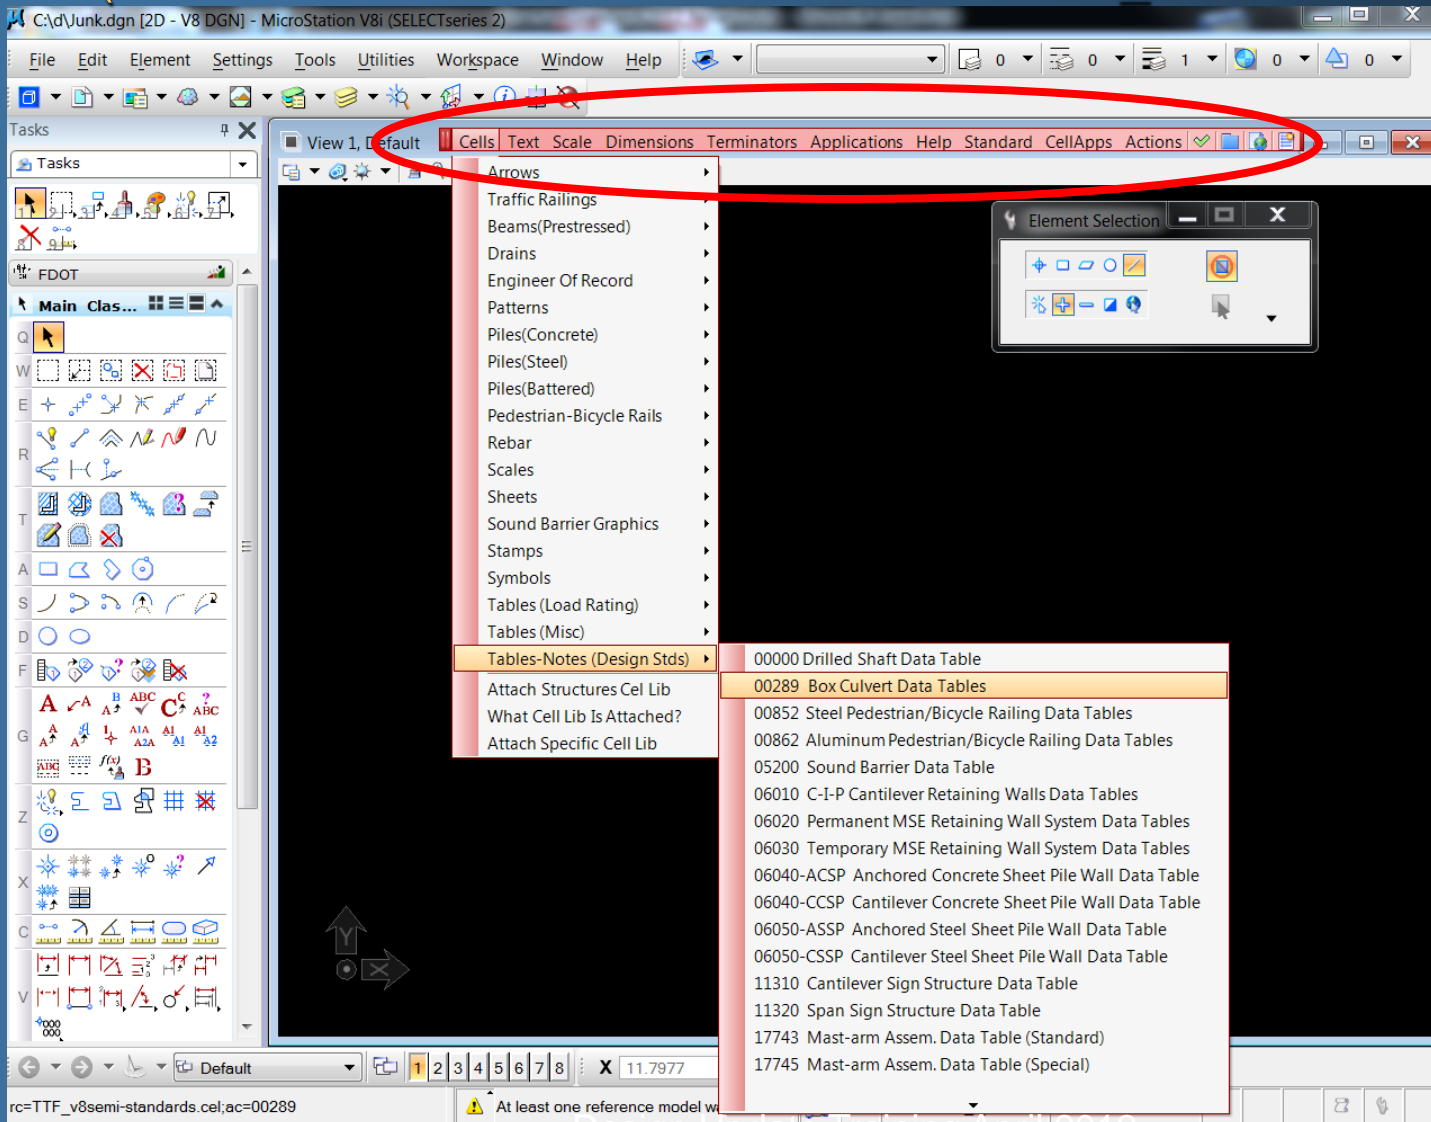 C:\d\Junk.dgn [2D - V8 DGN] - MicroStation V8i (SELECTseries 2)
File Edit Element Settings Tools Utilities Workspace Window Help 0 0 1 0 0
Tasks
View 1, Default Cells Text Scale Dimensions Terminators Applications Help Standard CellApps Actions
Tasks
Arrows
Traffic Railings
Beams(Prestressed)
Drains
Engineer Of Record
Patterns
Piles(Concrete)
Piles(Steel)
Piles(Battered)
Pedestrian-Bicycle Rails
Rebar
Scales
Sheets
Sound Barrier Graphics
Stamps
Symbols
Tables (Load Rating)
Tables (Misc)
Tables-Notes (Design Stds)
Attach Structures Cel Lib
What Cell Lib Is Attached?
Attach Specific Cell Lib
00000 Drilled Shaft Data Table
00289 Box Culvert Data Tables
00852 Steel Pedestrian/Bicycle Railing Data Tables
00862 Aluminum Pedestrian/Bicycle Railing Data Tables
05200 Sound Barrier Data Table
06010 C-I-P Cantilever Retaining Walls Data Tables
06020 Permanent MSE Retaining Wall System Data Tables
06030 Temporary MSE Retaining Wall System Data Tables
06040-ACSP Anchored Concrete Sheet Pile Wall Data Table
06040-CCSP Cantilever Concrete Sheet Pile Wall Data Table
06050-ASSP Anchored Steel Sheet Pile Wall Data Table
06050-CSSP Cantilever Steel Sheet Pile Wall Data Table
11310 Cantilever Sign Structure Data Table
11320 Span Sign Structure Data Table
17743 Mast-arm Assem. Data Table (Standard)
17745 Mast-arm Assem. Data Table (Special)
Element Selection
FDOT
Main Clas...
Q
W
E
R
T
A
S
D
F
G
Z
X
C
V
Y
X
Default 1 2 3 4 5 6 7 8 X 11.7977
rc=TTF_v8semi-standards.cel;ac=00289 At least one reference model